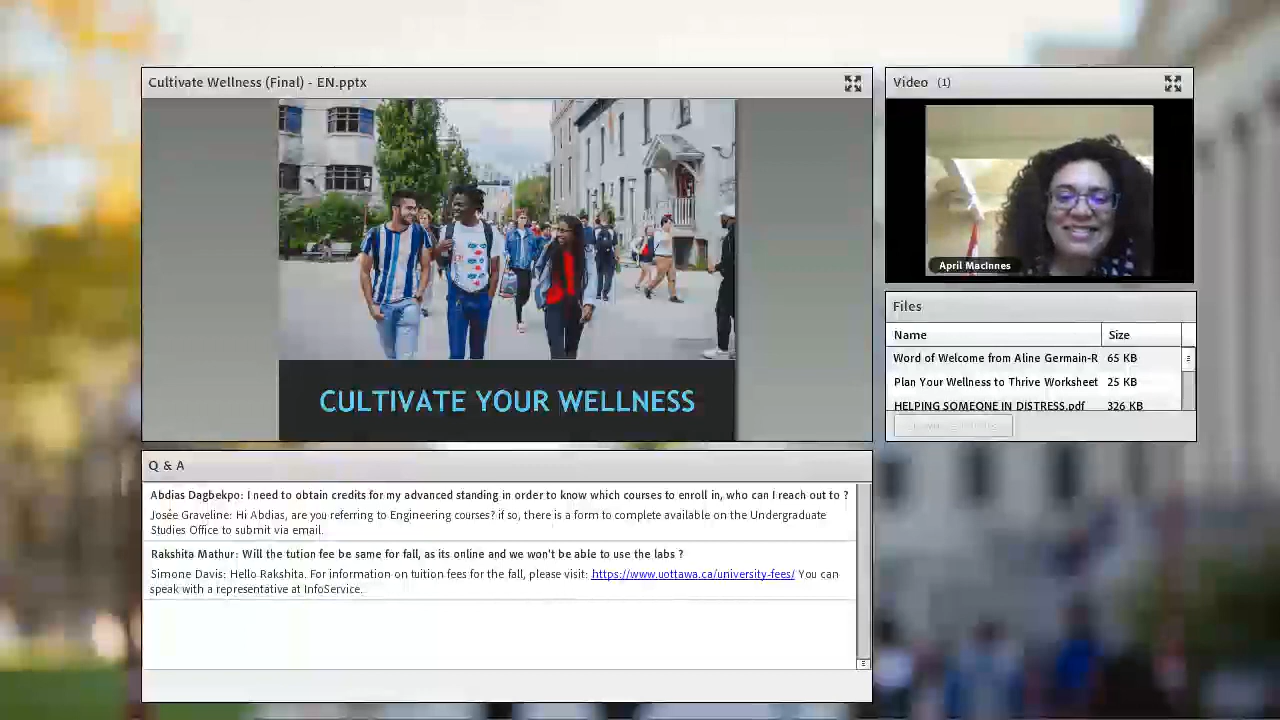 Cultivate Wellness (Final) - EN.pptx
CULTIVATE YOUR WELLNESS
Video (1)
April MacInnes
Files
Name Size
Word of Welcome from Aline Germain-R 65 KB
Plan Your Wellness to Thrive Worksheet 25 KB
HELPING SOMEONE IN DISTRESS.pdf 326 KB
Q & A
Abdias Dagbekpo: I need to obtain credits for my advanced standing in order to know which courses to enroll in, who can I reach out to ?
Josée Graveline: Hi Abdias, are you referring to Engineering courses? if so, there is a form to complete available on the Undergraduate
Studies Office to submit via email.
Rakshita Mathur: Will the tution fee be same for fall, as its online and we won't be able to use the labs ?
Simone Davis: Hello Rakshita. For information on tuition fees for the fall, please visit: https://www.uottawa.ca/university-fees/ You can
speak with a representative at InfoService.